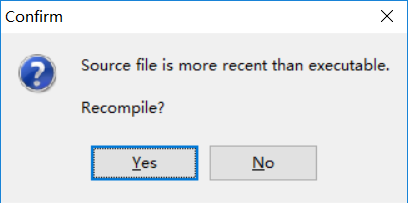 Confirm
Source file is more recent than executable.
Recompile?
Yes
No